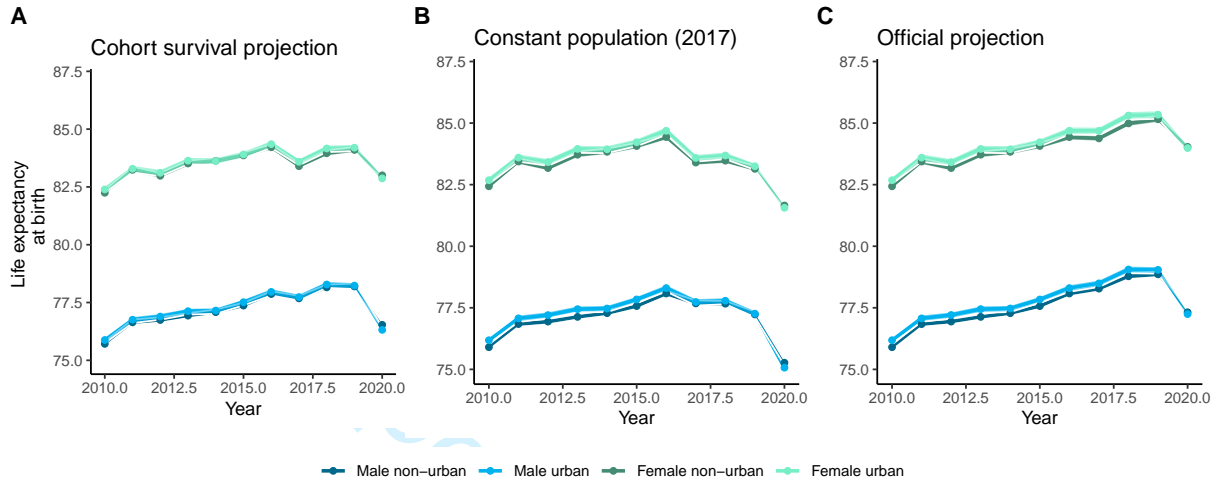 A
Cohort survival projection
Life expectancy
at birth
87.5
85.0
82.5
80.0
77.5
75.0
2010.0 2012.5 2015.0 2017.5 2020.0
Year
B
Constant population (2017)
87.5
85.0
82.5
80.0
77.5
75.0
2010.0 2012.5 2015.0 2017.5 2020.0
Year
C
Official projection
87.5
85.0
82.5
80.0
77.5
75.0
2010.0 2012.5 2015.0 2017.5 2020.0
Year
Male non−urban Male urban Female non−urban Female urban